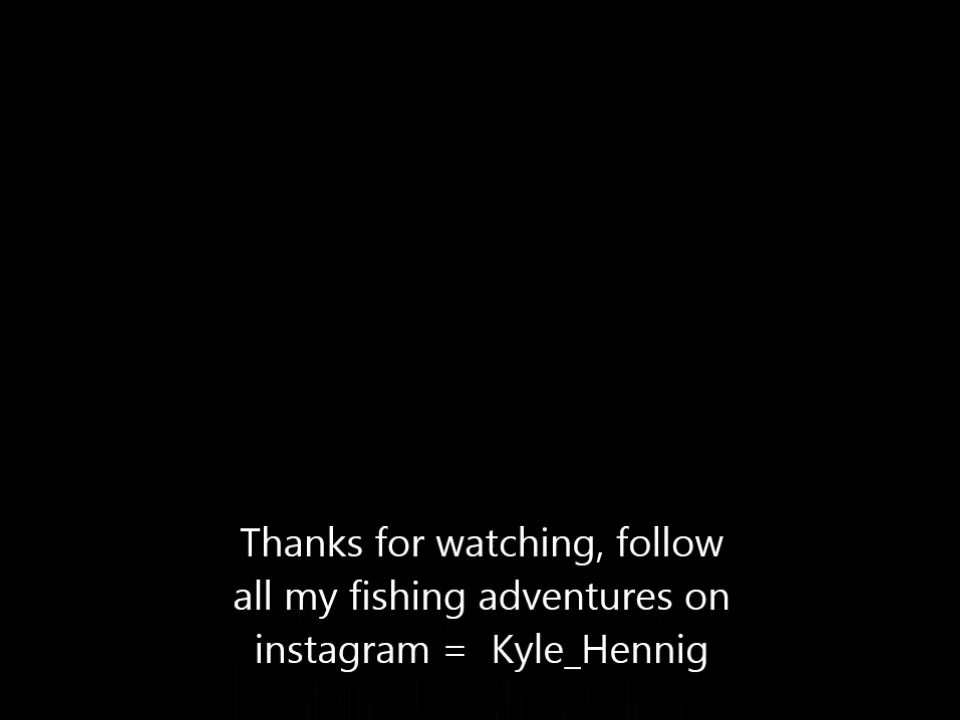 Thanks for watching, follow
all my fishing adventures on
instagram =  Kyle_Hennig